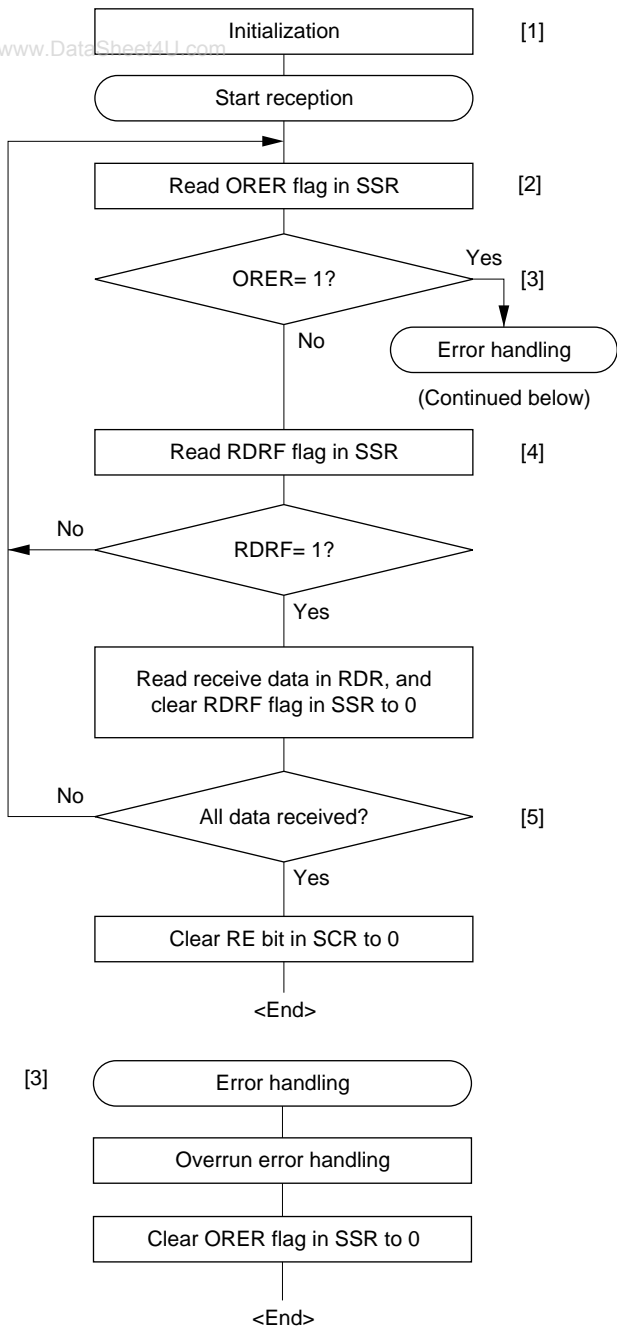 Initialization [1]
www.DataSheet4U.com
Start reception
Read ORER flag in SSR [2]
Yes
ORER= 1? [3]
No
Error handling
(Continued below)
Read RDRF flag in SSR [4]
No
RDRF= 1?
Yes
Read receive data in RDR, and
clear RDRF flag in SSR to 0
No
All data received? [5]
Yes
Clear RE bit in SCR to 0
<End>
[3] Error handling
Overrun error handling
Clear ORER flag in SSR to 0
<End>